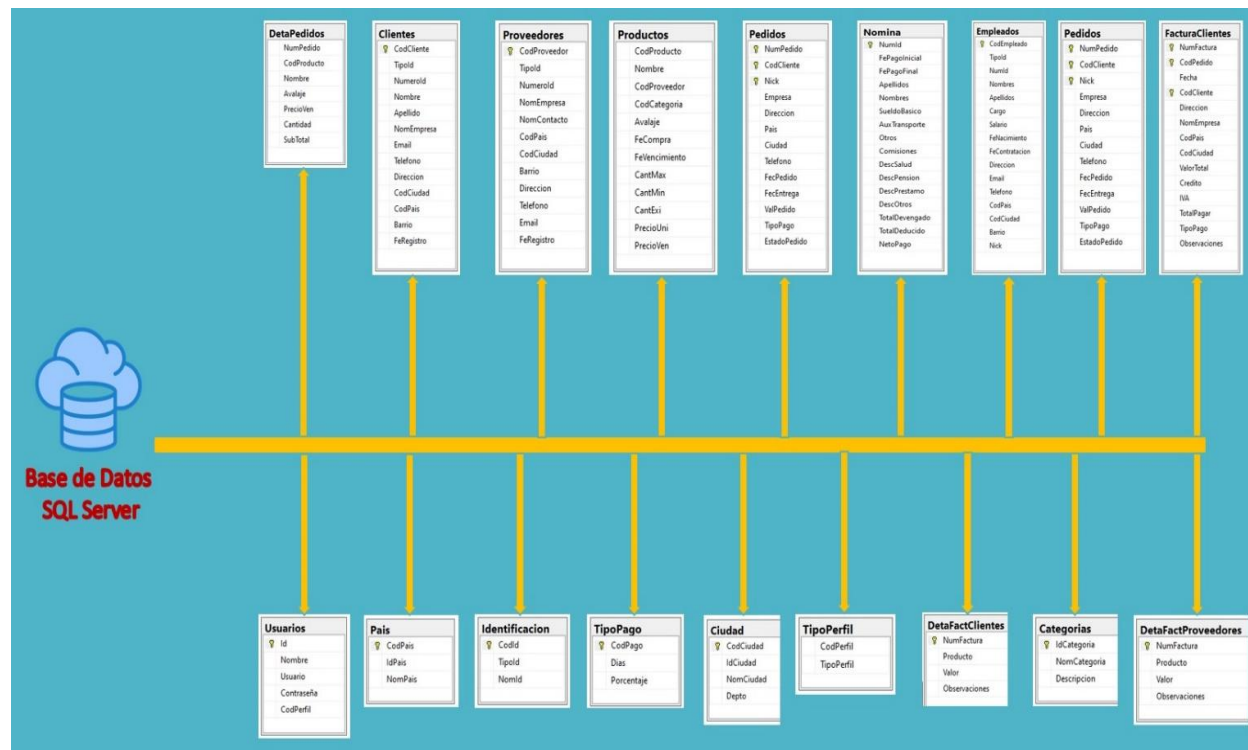 DetaPedidos
NumPedido
CodProducto
Nombre
Avalaje
PrecioVen
Cantidad
SubTotal
Clientes
CodCliente
TipoId
NumeroId
Nombre
Apellido
NomEmpresa
Email
Telefono
Direccion
CodCiudad
CodPais
Barrio
FeRegistro
Proveedores
CodProveedor
TipoId
NumeroId
NomEmpresa
NomContacto
CodPais
CodCiudad
Barrio
Direccion
Telefono
Email
FeRegistro
Productos
CodProducto
Nombre
CodProveedor
CodCategoria
Avalaje
FeCompra
FeVencimiento
CantMax
CantMin
CantExi
PrecioUni
PrecioVen
Pedidos
NumPedido
CodCliente
Nick
Empresa
Direccion
Pais
Ciudad
Telefono
FecPedido
FecEntrega
ValPedido
TipoPago
EstadoPedido
Nomina
NumId
FePagoInicial
FePagoFinal
Apellidos
Nombres
SueldoBasico
AuxTransporte
Otros
Comisiones
DescSalud
DescPension
DescPrestamo
DescOtros
TotalDevengado
TotalDeducido
NetoPago
Empleados
CodEmpleado
TipoId
NumId
Nombres
Apellidos
Cargo
Salario
FeNacimiento
FeContratacion
Direccion
Email
Telefono
CodPais
CodCiudad
Barrio
Nick
Pedidos
NumPedido
CodCliente
Nick
Empresa
Direccion
Pais
Ciudad
Telefono
FecPedido
FecEntrega
ValPedido
TipoPago
EstadoPedido
FacturaClientes
NumFactura
CodPedido
Fecha
CodCliente
Direccion
NomEmpresa
CodPais
CodCiudad
ValorTotal
Credito
IVA
TotalPagar
TipoPago
Observaciones
Base de Datos
SQL Server
Usuarios
Id
Nombre
Usuario
Contraseña
CodPerfil
Pais
CodPais
IdPais
NomPais
Identificacion
CodId
TipoId
NomId
TipoPago
CodPago
Dias
Porcentaje
Ciudad
CodCiudad
IdCiudad
NomCiudad
Depto
TipoPerfil
CodPerfil
TipoPerfil
DetaFactClientes
NumFactura
Producto
Valor
Observaciones
Categorias
IdCategoria
NomCategoria
Descripcion
DetaFactProveedores
NumFactura
Producto
Valor
Observaciones